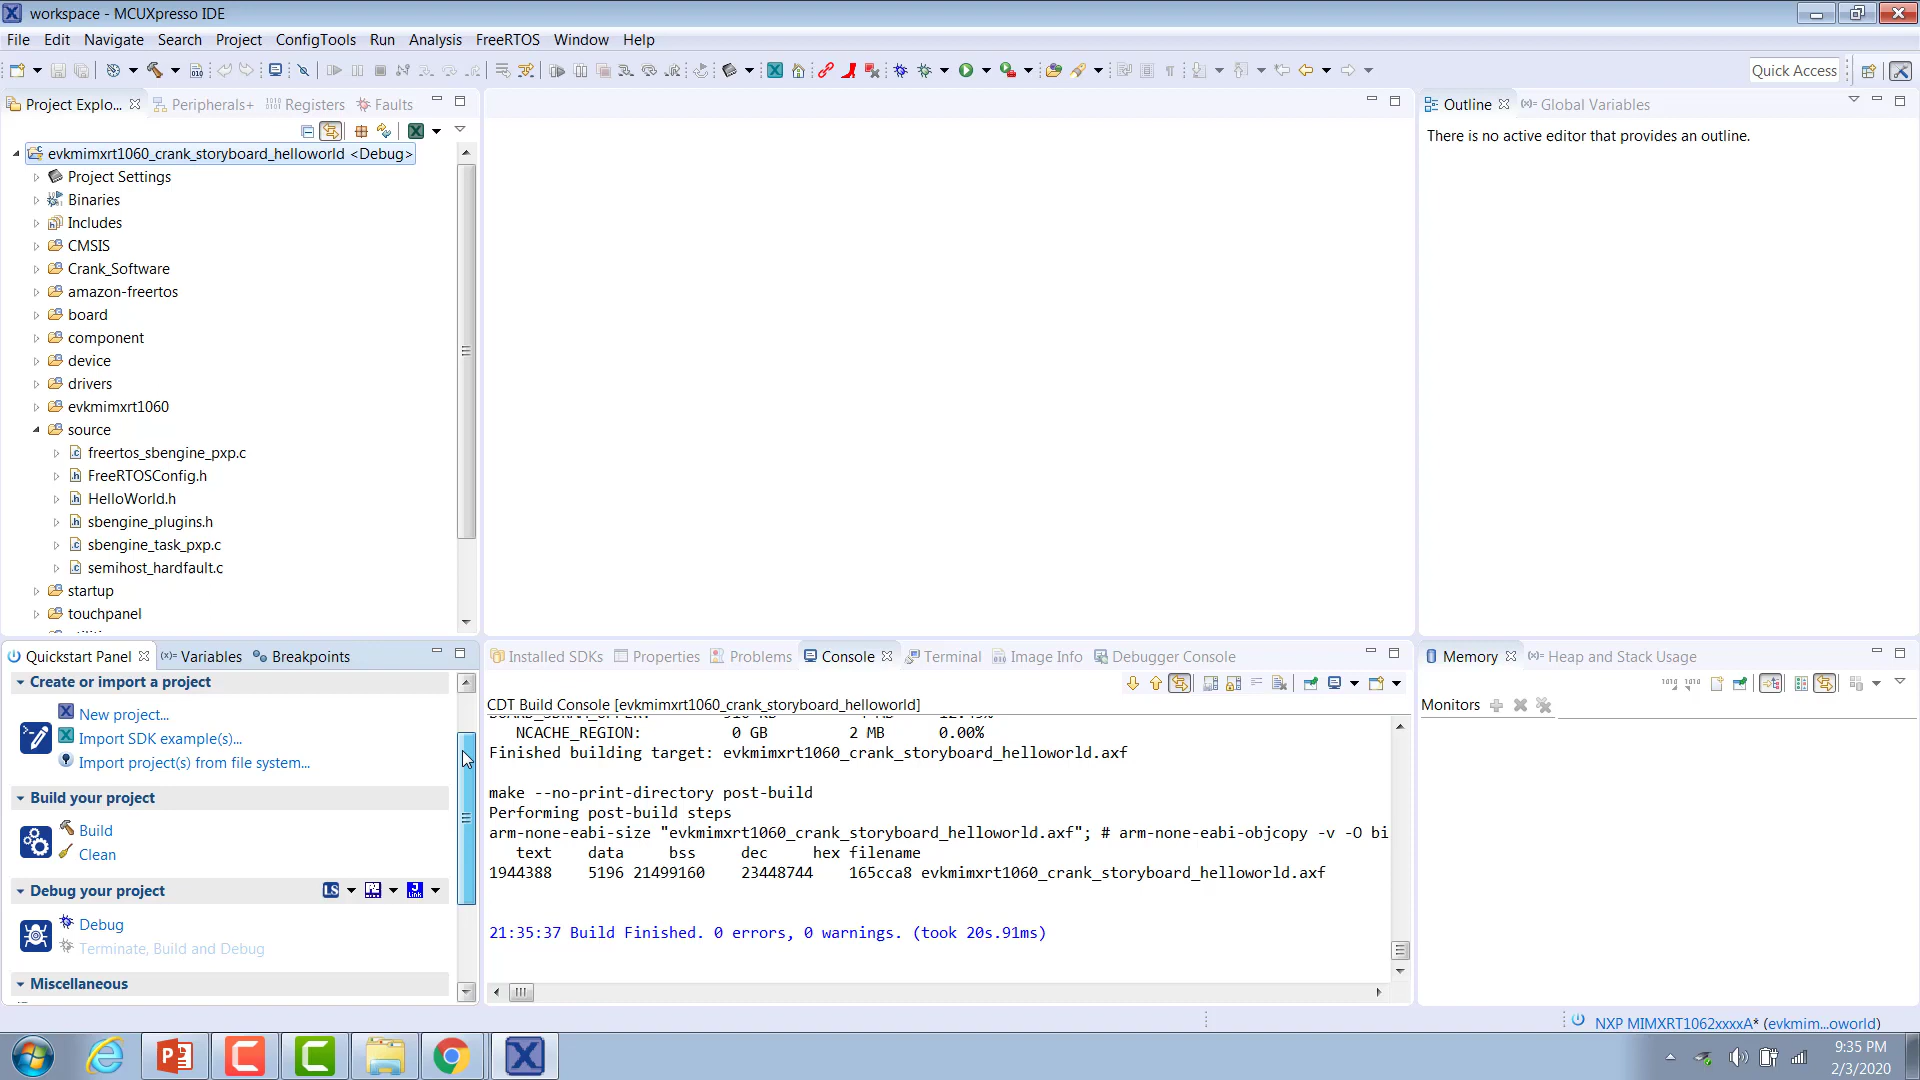 workspace - MCUXpresso IDE
File Edit Navigate Search Project ConfigTools Run Analysis FreeRTOS Window Help
Quick Access
Project Explo... Peripherals+ Registers Faults
evkmimxrt1060_crank_storyboard_helloworld <Debug>
Project Settings
Binaries
Includes
CMSIS
Crank_Software
amazon-freertos
board
component
device
drivers
evkmimxrt1060
source
freertos_sbengine_pxp.c
FreeRTOSConfig.h
HelloWorld.h
sbengine_plugins.h
sbengine_task_pxp.c
semihost_hardfault.c
startup
touchpanel
Outline Global Variables
There is no active editor that provides an outline.
Quickstart Panel Variables Breakpoints
Create or import a project
New project...
Import SDK example(s)...
Import project(s) from file system...
Build your project
Build
Clean
Debug your project
Debug
Terminate, Build and Debug
Miscellaneous
Installed SDKs Properties Problems Console Terminal Image Info Debugger Console
CDT Build Console [evkmimxrt1060_crank_storyboard_helloworld]
NCACHE_REGION: 0 GB 2 MB 0.00%
Finished building target: evkmimxrt1060_crank_storyboard_helloworld.axf
make --no-print-directory post-build
Performing post-build steps
arm-none-eabi-size "evkmimxrt1060_crank_storyboard_helloworld.axf"; # arm-none-eabi-objcopy -v -O bi
text data bss dec hex filename
1944388 5196 21499160 23448744 165cca8 evkmimxrt1060_crank_storyboard_helloworld.axf
21:35:37 Build Finished. 0 errors, 0 warnings. (took 20s.91ms)
Memory Heap and Stack Usage
Monitors
NXP MIMXRT1062xxxxA* (evkmim...oworld)
9:35 PM
2/3/2020